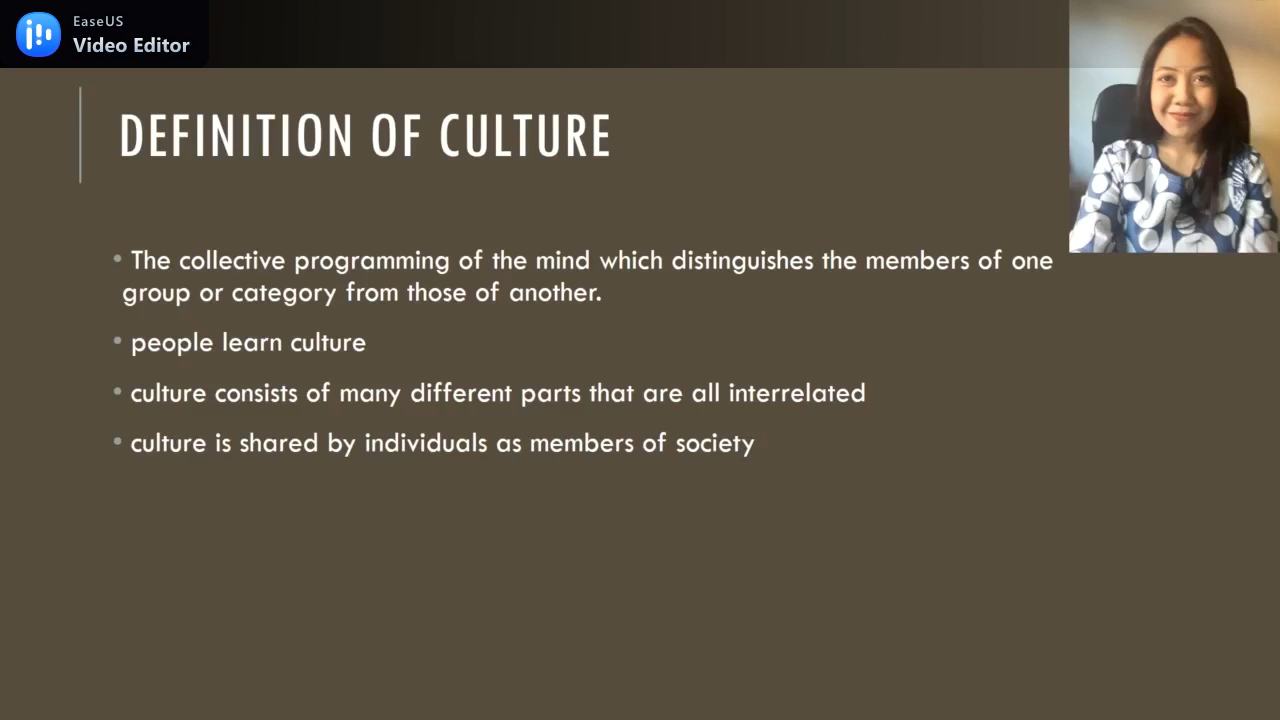 EaseUS
Video Editor
DEFINITION OF CULTURE
• The collective programming of the mind which distinguishes the members of one
group or category from those of another.
• people learn culture
• culture consists of many different parts that are all interrelated
• culture is shared by individuals as members of society